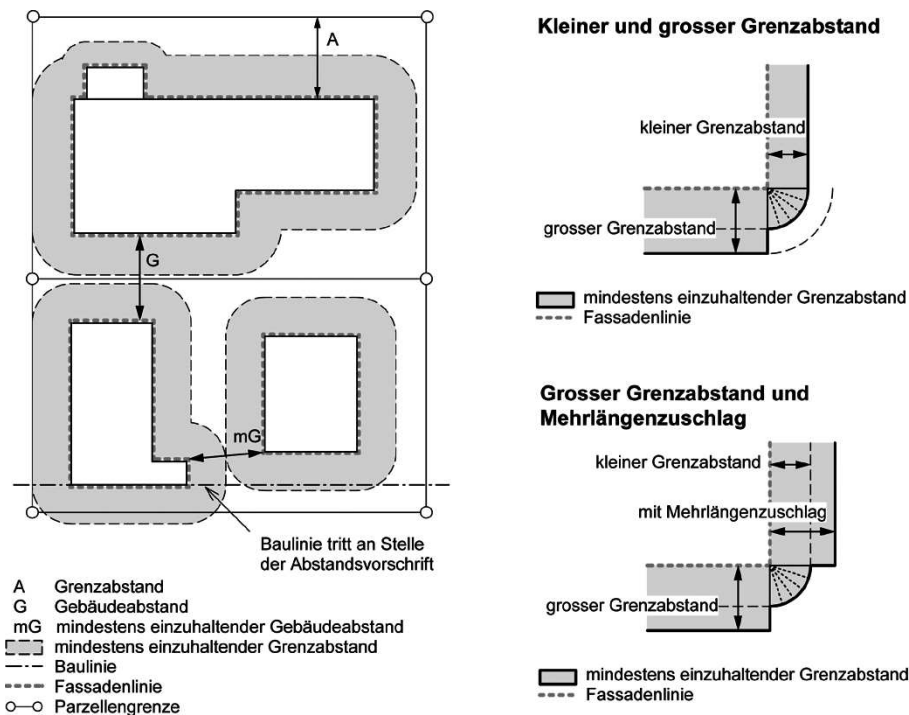 A
G
mG
Baulinie tritt an Stelle
der Abstandsvorschrift
A Grenzabstand
G Gebäudeabstand
mG mindestens einzuhaltender Gebäudeabstand
mindestens einzuhaltender Grenzabstand
Baulinie
Fassadenlinie
Parzellengrenze
Kleiner und grosser Grenzabstand
kleiner Grenzabstand
grosser Grenzabstand
mindestens einzuhaltender Grenzabstand
Fassadenlinie
Grosser Grenzabstand und
Mehrlängenzuschlag
kleiner Grenzabstand
mit Mehrlängenzuschlag
grosser Grenzabstand
mindestens einzuhaltender Grenzabstand
Fassadenlinie